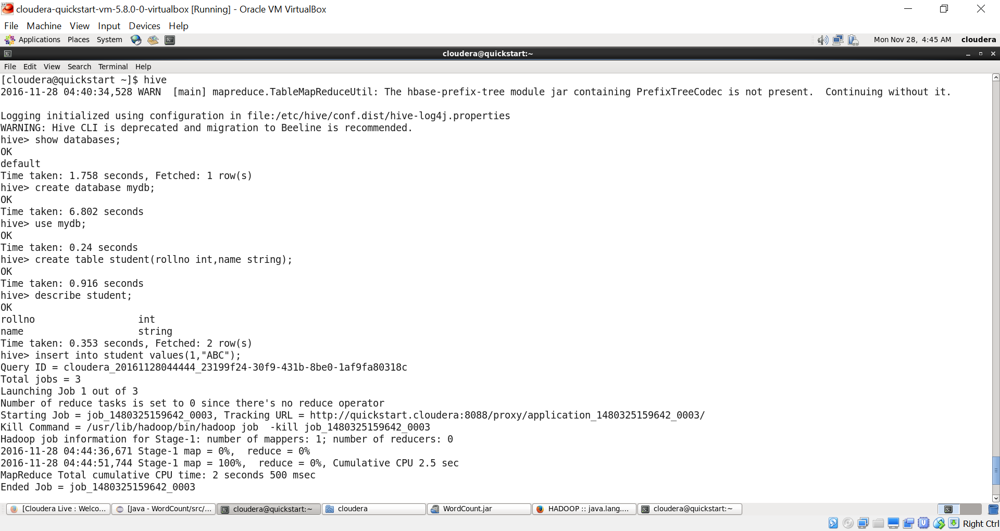 cloudera-quickstart-vm-5.8.0-0-virtualbox [Running] - Oracle VM VirtualBox
File Machine View Input Devices Help
Applications Places System Mon Nov 28, 4:45 AM cloudera
cloudera@quickstart:~
File Edit View Search Terminal Help
[cloudera@quickstart ~]$ hive
2016-11-28 04:40:34,528 WARN  [main] mapreduce.TableMapReduceUtil: The hbase-prefix-tree module jar containing PrefixTreeCodec is not present.  Continuing without it.
Logging initialized using configuration in file:/etc/hive/conf.dist/hive-log4j.properties
WARNING: Hive CLI is deprecated and migration to Beeline is recommended.
hive> show databases;
OK
default
Time taken: 1.758 seconds, Fetched: 1 row(s)
hive> create database mydb;
OK
Time taken: 6.802 seconds
hive> use mydb;
OK
Time taken: 0.24 seconds
hive> create table student(rollno int,name string);
OK
Time taken: 0.916 seconds
hive> describe student;
OK
rollno                  int
name                    string
Time taken: 0.353 seconds, Fetched: 2 row(s)
hive> insert into student values(1,"ABC");
Query ID = cloudera_20161128044444_23199f24-30f9-431b-8be0-1af9fa80318c
Total jobs = 3
Launching Job 1 out of 3
Number of reduce tasks is set to 0 since there's no reduce operator
Starting Job = job_1480325159642_0003, Tracking URL = http://quickstart.cloudera:8088/proxy/application_1480325159642_0003/
Kill Command = /usr/lib/hadoop/bin/hadoop job  -kill job_1480325159642_0003
Hadoop job information for Stage-1: number of mappers: 1; number of reducers: 0
2016-11-28 04:44:36,671 Stage-1 map = 0%,  reduce = 0%
2016-11-28 04:44:51,744 Stage-1 map = 100%,  reduce = 0%, Cumulative CPU 2.5 sec
MapReduce Total cumulative CPU time: 2 seconds 500 msec
Ended Job = job_1480325159642_0003
[Cloudera Live : Welco... [Java - WordCount/src/... cloudera@quickstart:~ cloudera WordCount.jar HADOOP :: java.lang.... cloudera@quickstart:~
Right Ctrl